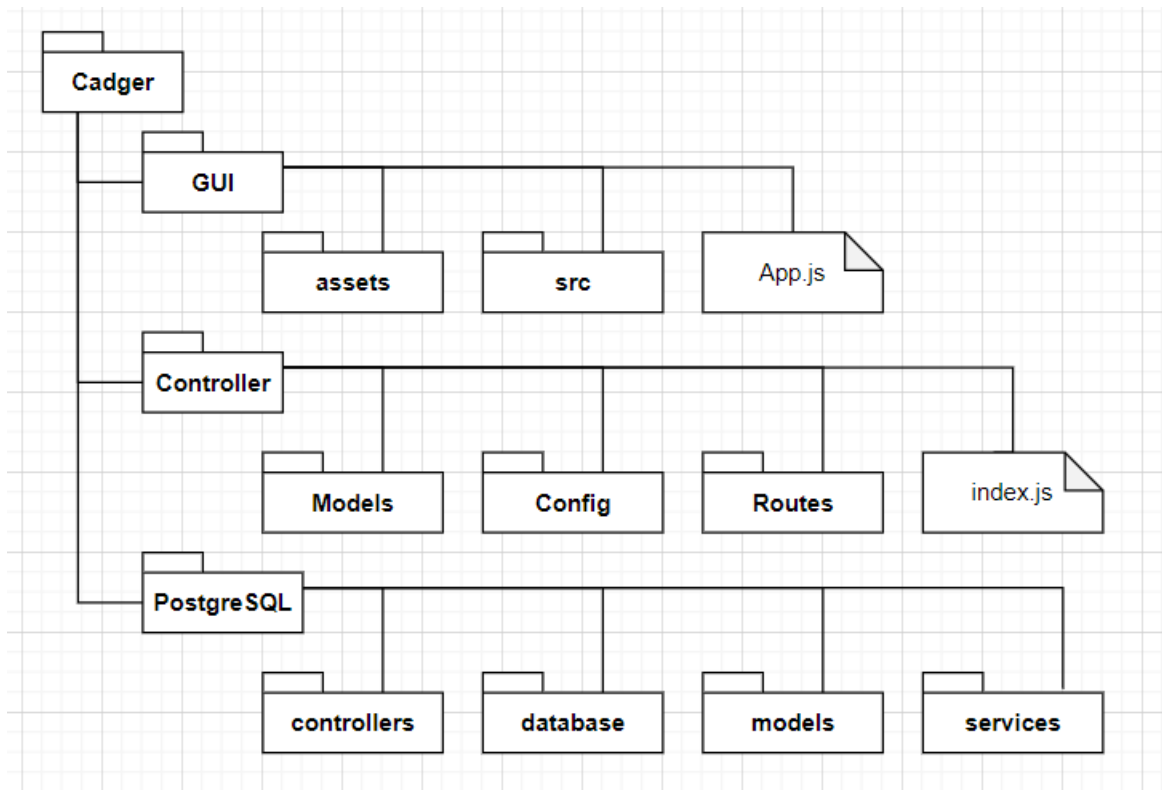 Cadger
GUI
assets
src
App.js
Controller
Models
Config
Routes
index.js
PostgreSQL
controllers
database
models
services